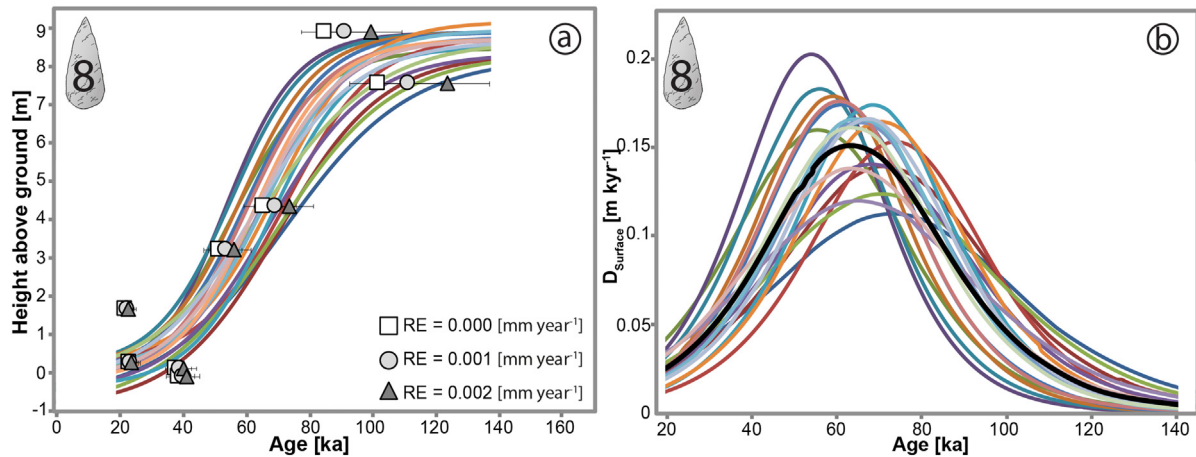 8
a
9
8
7
6
5
4
3
2
1
0
-1
Height above ground [m]
RE = 0.000 [mm year⁻¹]
RE = 0.001 [mm year⁻¹]
RE = 0.002 [mm year⁻¹]
0 20 40 60 80 100 120 140 160
Age [ka]
8
b
0.2
0.15
0.1
0.05
0
D_Surface [m kyr⁻¹]
20 40 60 80 100 120 140
Age [ka]